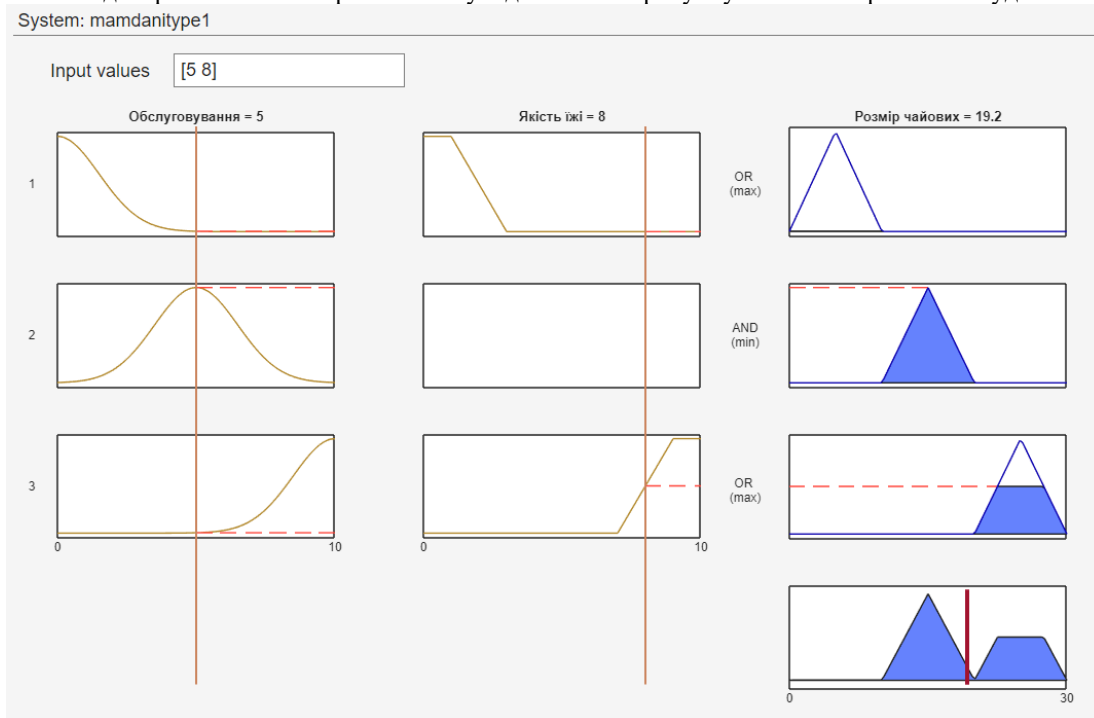 System: mamdanitype1
Input values [5 8]
Обслуговування = 5 Якість їжі = 8 Розмір чайових = 19.2
1 OR
(max)
2 AND
(min)
3 OR
(max)
0 10 0 10
0 30